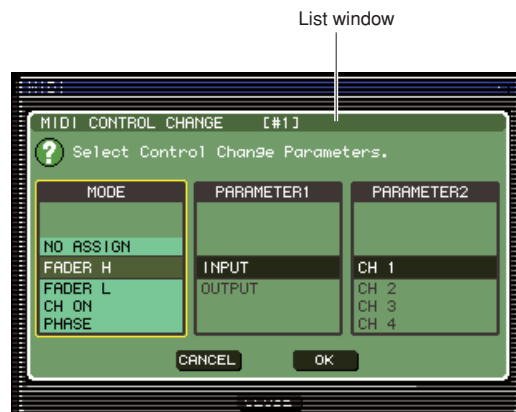 List window
MIDI
MIDI CONTROL CHANGE [#1]
Select Control Change Parameters.
MODE
NO ASSIGN
FADER H
FADER L
CH ON
PHASE
PARAMETER1
INPUT
OUTPUT
PARAMETER2
CH 1
CH 2
CH 3
CH 4
CANCEL
OK